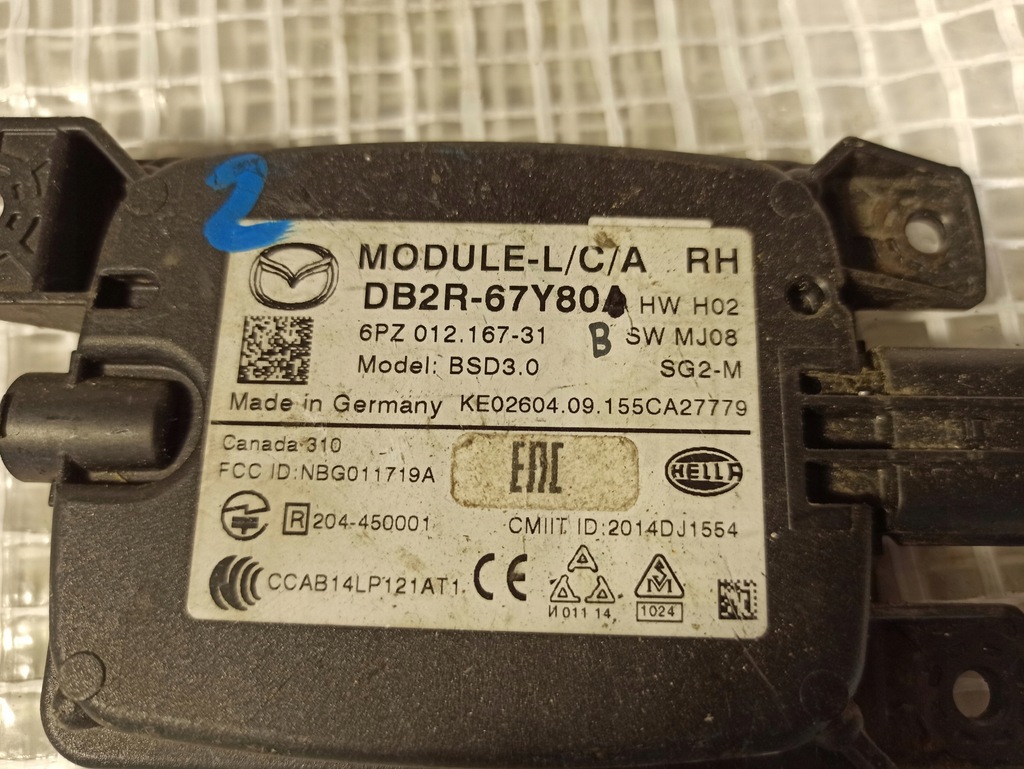 2
MODULE-L/C/A RH
DB2R-67Y80A HW H02
6PZ 012.167-31 B SW MJ08
Model: BSD3.0 SG2-M
Made in Germany KE02604.09.155CA27779
Canada 310
FCC ID:NBG011719A
EAC
HELLA
R 204-450001 CMIIT ID:2014DJ1554
CCAB14LP121AT1 CE
И 011 14 1024